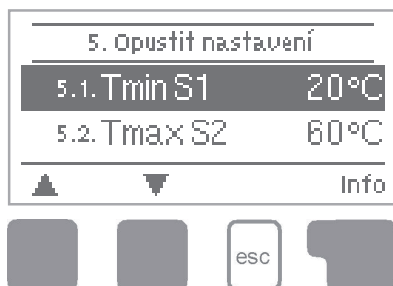 5. Opustit nastavení
5.1. Tmin S1 20°C
5.2. Tmax S2 60°C
▲ ▼ Info
esc